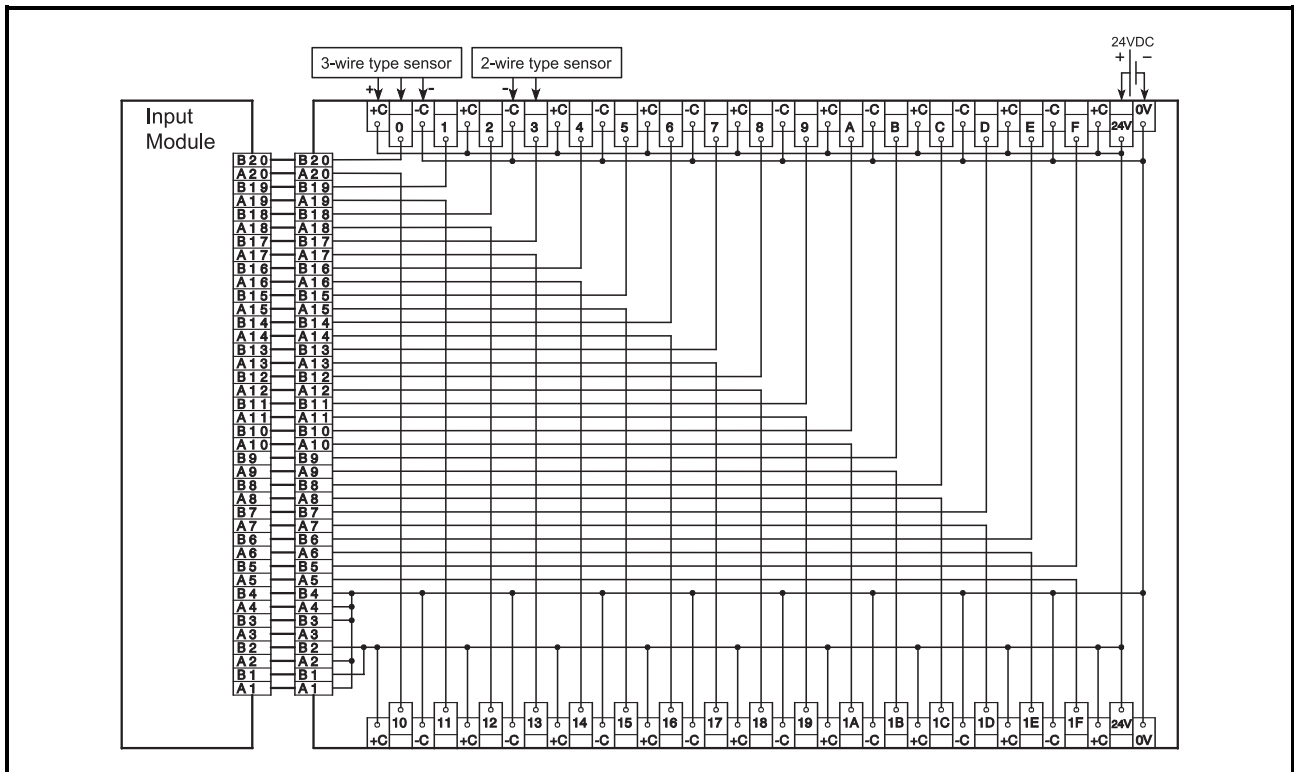 24VDC
+ −
3-wire type sensor 2-wire type sensor
+ - -
+C -C +C -C +C -C +C -C +C -C +C -C +C -C +C -C +C 0V
0 1 2 3 4 5 6 7 8 9 A B C D E F 24V
Input
Module
B20 B20
A20 A20
B19 B19
A19 A19
B18 B18
A18 A18
B17 B17
A17 A17
B16 B16
A16 A16
B15 B15
A15 A15
B14 B14
A14 A14
B13 B13
A13 A13
B12 B12
A12 A12
B11 B11
A11 A11
B10 B10
A10 A10
B9 B9
A9 A9
B8 B8
A8 A8
B7 B7
A7 A7
B6 B6
A6 A6
B5 B5
A5 A5
B4 B4
A4 A4
B3 B3
A3 A3
B2 B2
A2 A2
B1 B1
A1 A1
10 11 12 13 14 15 16 17 18 19 1A 1B 1C 1D 1E 1F 24V
+C -C +C -C +C -C +C -C +C -C +C -C +C -C +C -C +C 0V